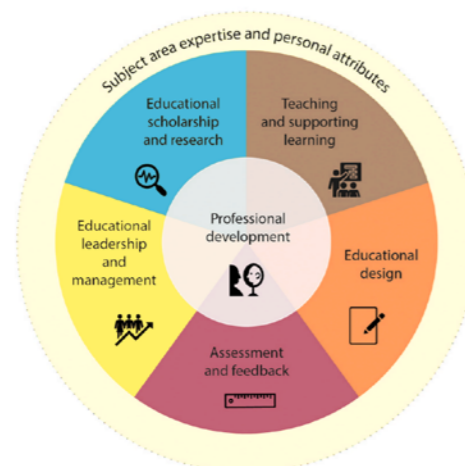 Subject area expertise and personal attributes
Educational
scholarship
and research
Teaching
and supporting
learning
Educational
leadership
and
management
Professional
development
Educational
design
Assessment
and feedback